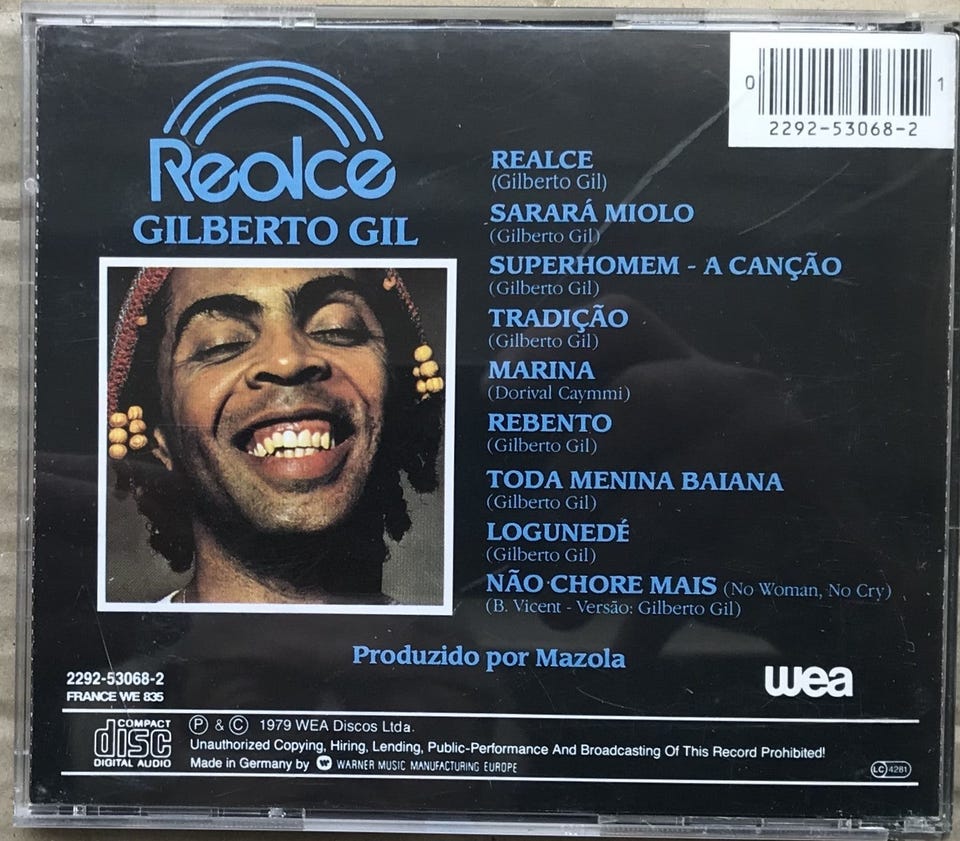 Realce
GILBERTO GIL
0 1
2292-53068-2
REALCE
(Gilberto Gil)
SARARÁ MIOLO
(Gilberto Gil)
SUPERHOMEM - A CANÇÃO
(Gilberto Gil)
TRADIÇÃO
(Gilberto Gil)
MARINA
(Dorival Caymmi)
REBENTO
(Gilberto Gil)
TODA MENINA BAIANA
(Gilberto Gil)
LOGUNEDÉ
(Gilberto Gil)
NÃO CHORE MAIS (No Woman, No Cry)
(B. Vicent - Versão: Gilberto Gil)
Produzido por Mazola
wea
2292-53068-2
FRANCE WE 835
COMPACT
disc
DIGITAL AUDIO
Ⓟ & © 1979 WEA Discos Ltda.
Unauthorized Copying, Hiring, Lending, Public-Performance And Broadcasting Of This Record Prohibited!
Made in Germany by W WARNER MUSIC MANUFACTURING EUROPE
LC 4281